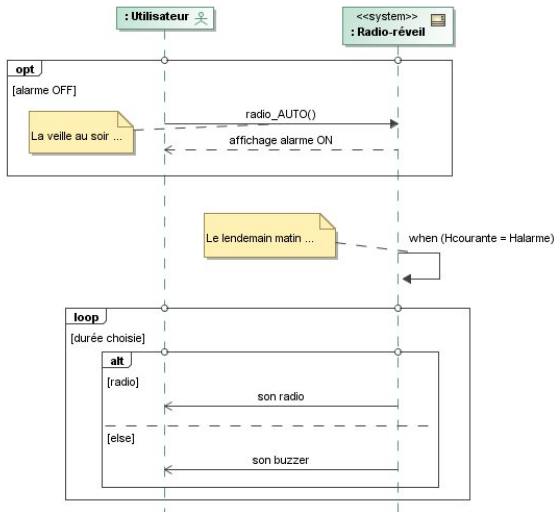 : Utilisateur
<<system>>
: Radio-réveil
opt
[alarme OFF]
radio_AUTO()
La veille au soir ...
affichage alarme ON
Le lendemain matin ...
when (Hcourante = Halarme)
loop
[durée choisie]
alt
[radio]
son radio
[else]
son buzzer